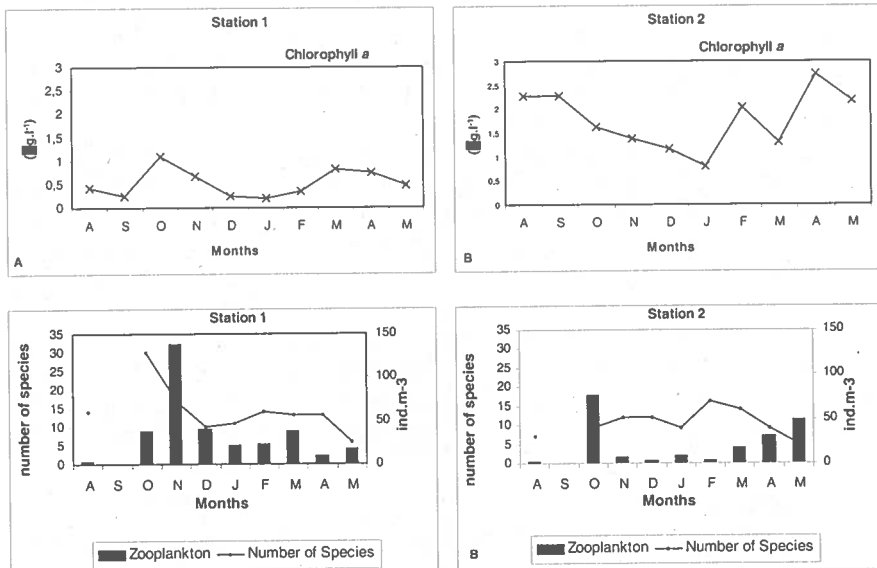 Station 1
Chlorophyll a
3
2,5
2
1,5
1
0,5
0
(g.l⁻¹)
A S O N D J F M A M
Months
A
Station 2
Chlorophyll a
3
2,5
2
1,5
1
0,5
0
(g.l⁻¹)
A S O N D J F M A M
Months
B
Station 1
35
30
25
20
15
10
5
0
number of species
150
100
50
0
ind.m-3
A S O N D J F M A M
Months
Zooplankton Number of Species
Station 2
35
30
25
20
15
10
5
0
number of species
150
100
50
0
ind.m-3
A S O N D J F M A M
Months
B
Zooplankton Number of Species